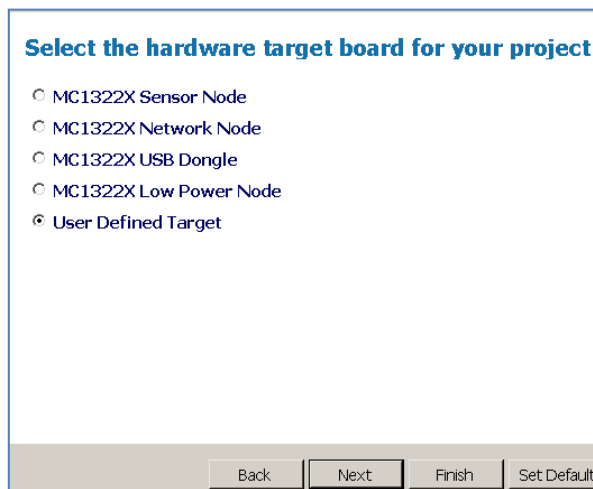 Select the hardware target board for your project
MC1322X Sensor Node
MC1322X Network Node
MC1322X USB Dongle
MC1322X Low Power Node
User Defined Target
Back Next Finish Set Default